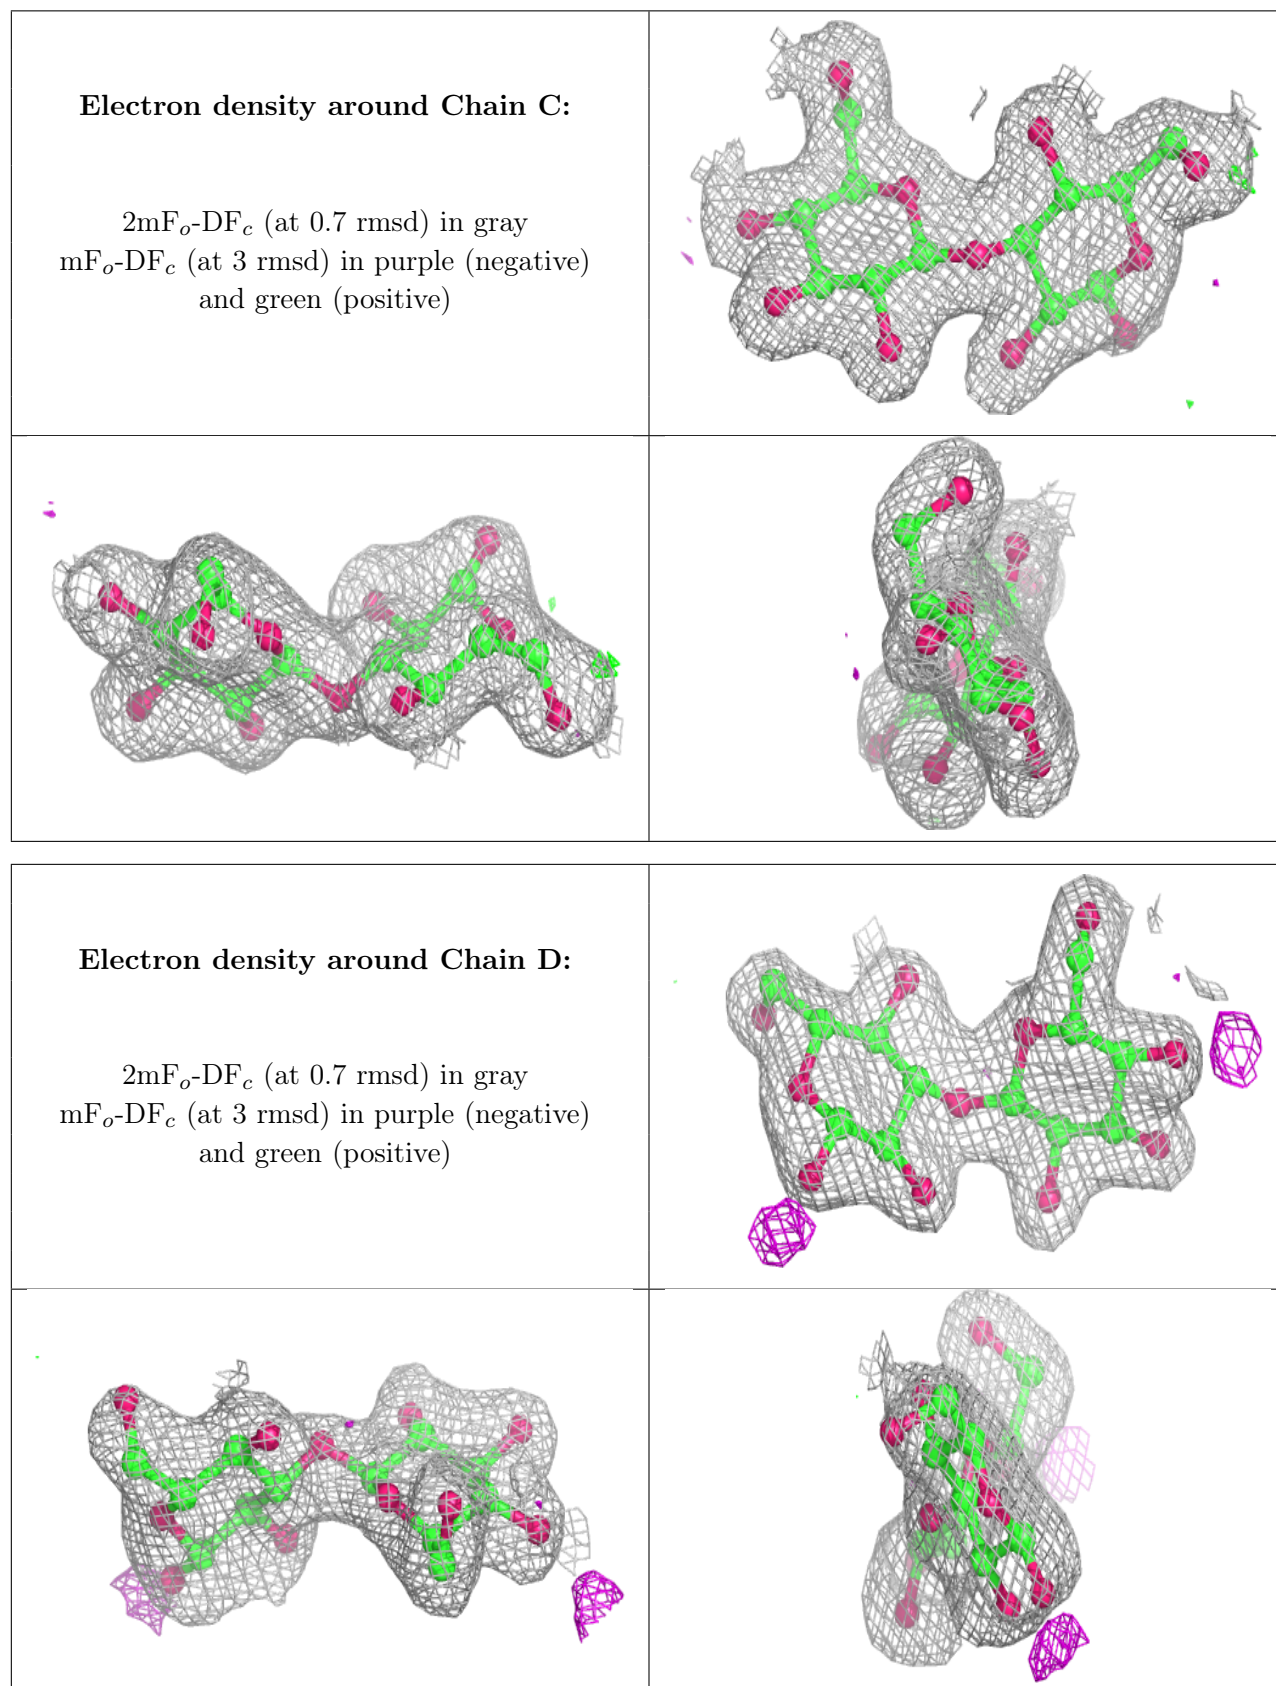 Electron density around Chain C:
2mFₒ-DF𝒸 (at 0.7 rmsd) in gray
mFₒ-DF𝒸 (at 3 rmsd) in purple (negative)
and green (positive)
Electron density around Chain D:
2mFₒ-DF𝒸 (at 0.7 rmsd) in gray
mFₒ-DF𝒸 (at 3 rmsd) in purple (negative)
and green (positive)